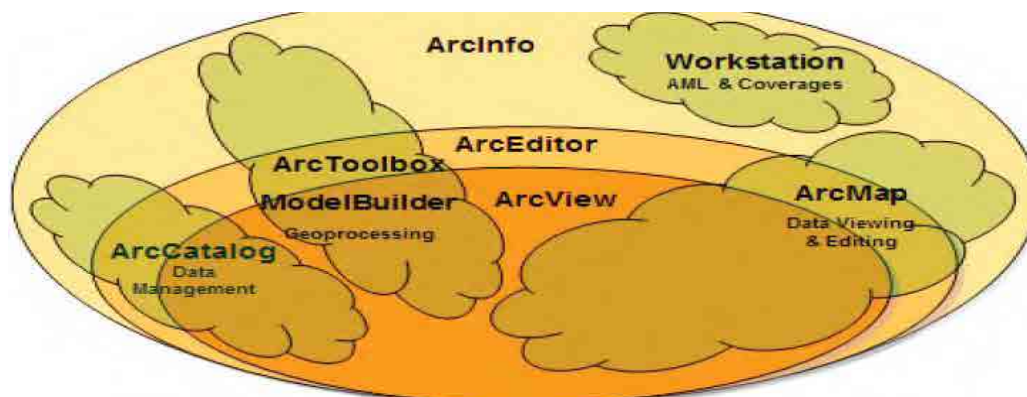 ArcInfo
Workstation
AML & Coverages
ArcEditor
ArcToolbox
ModelBuilder
Geoprocessing
ArcView
ArcMap
Data Viewing
& Editing
ArcCatalog
Data
Management